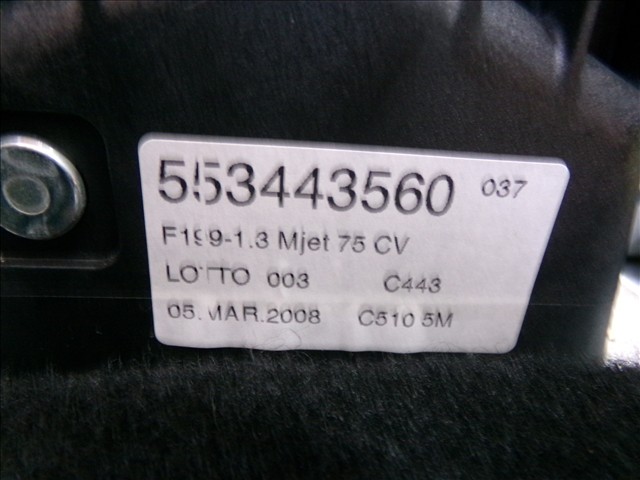 553443560 037
F199-1.3 Mjet 75 CV
LOTTO 003 C443
05.MAR.2008 C510 5M